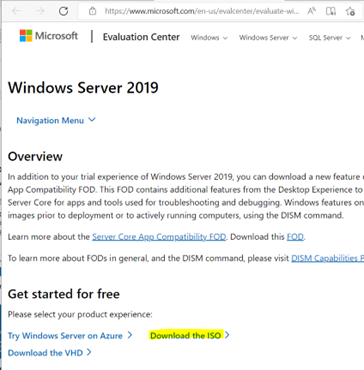 https://www.microsoft.com/en-us/evalcenter/evaluate-wi...
Microsoft | Evaluation Center Windows Windows Server SQL Server
Windows Server 2019
Navigation Menu
Overview
In addition to your trial experience of Windows Server 2019, you can download a new feature
App Compatibility FOD. This FOD contains additional features from the Desktop Experience to
Server Core for apps and tools used for troubleshooting and debugging. Windows features on
images prior to deployment or to actively running computers, using the DISM command.
Learn more about the Server Core App Compatibility FOD. Download this FOD.
To learn more about FODs in general, and the DISM command, please visit DISM Capabilities
Get started for free
Please select your product experience:
Try Windows Server on Azure Download the ISO
Download the VHD